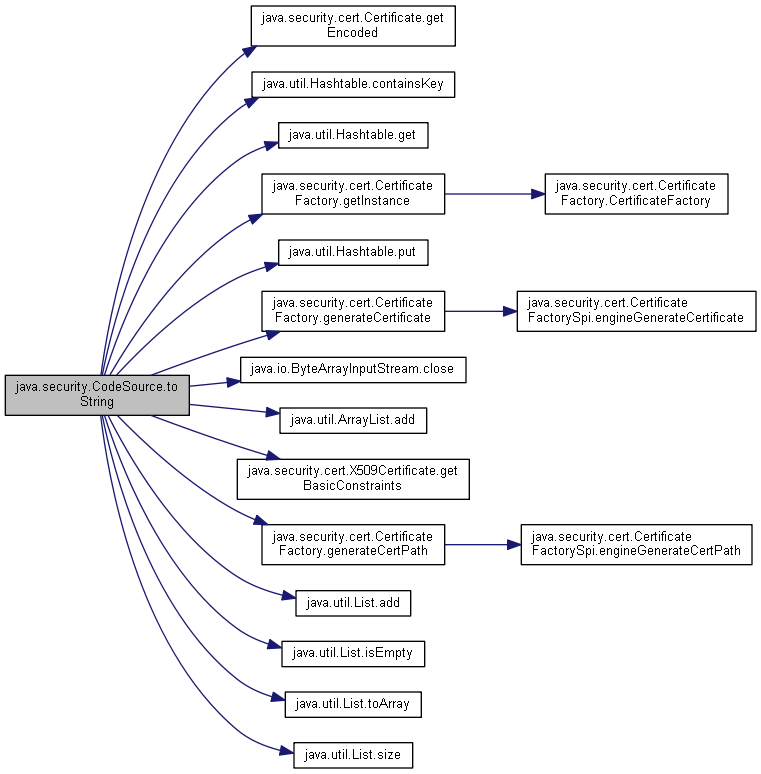 java.security.cert.Certificate.get
Encoded
java.util.Hashtable.containsKey
java.util.Hashtable.get
java.security.cert.Certificate
Factory.getInstance
java.security.cert.Certificate
Factory.CertificateFactory
java.util.Hashtable.put
java.security.cert.Certificate
Factory.generateCertificate
java.security.cert.Certificate
FactorySpi.engineGenerateCertificate
java.io.ByteArrayInputStream.close
java.security.CodeSource.to
String
java.util.ArrayList.add
java.security.cert.X509Certificate.get
BasicConstraints
java.security.cert.Certificate
Factory.generateCertPath
java.security.cert.Certificate
FactorySpi.engineGenerateCertPath
java.util.List.add
java.util.List.isEmpty
java.util.List.toArray
java.util.List.size